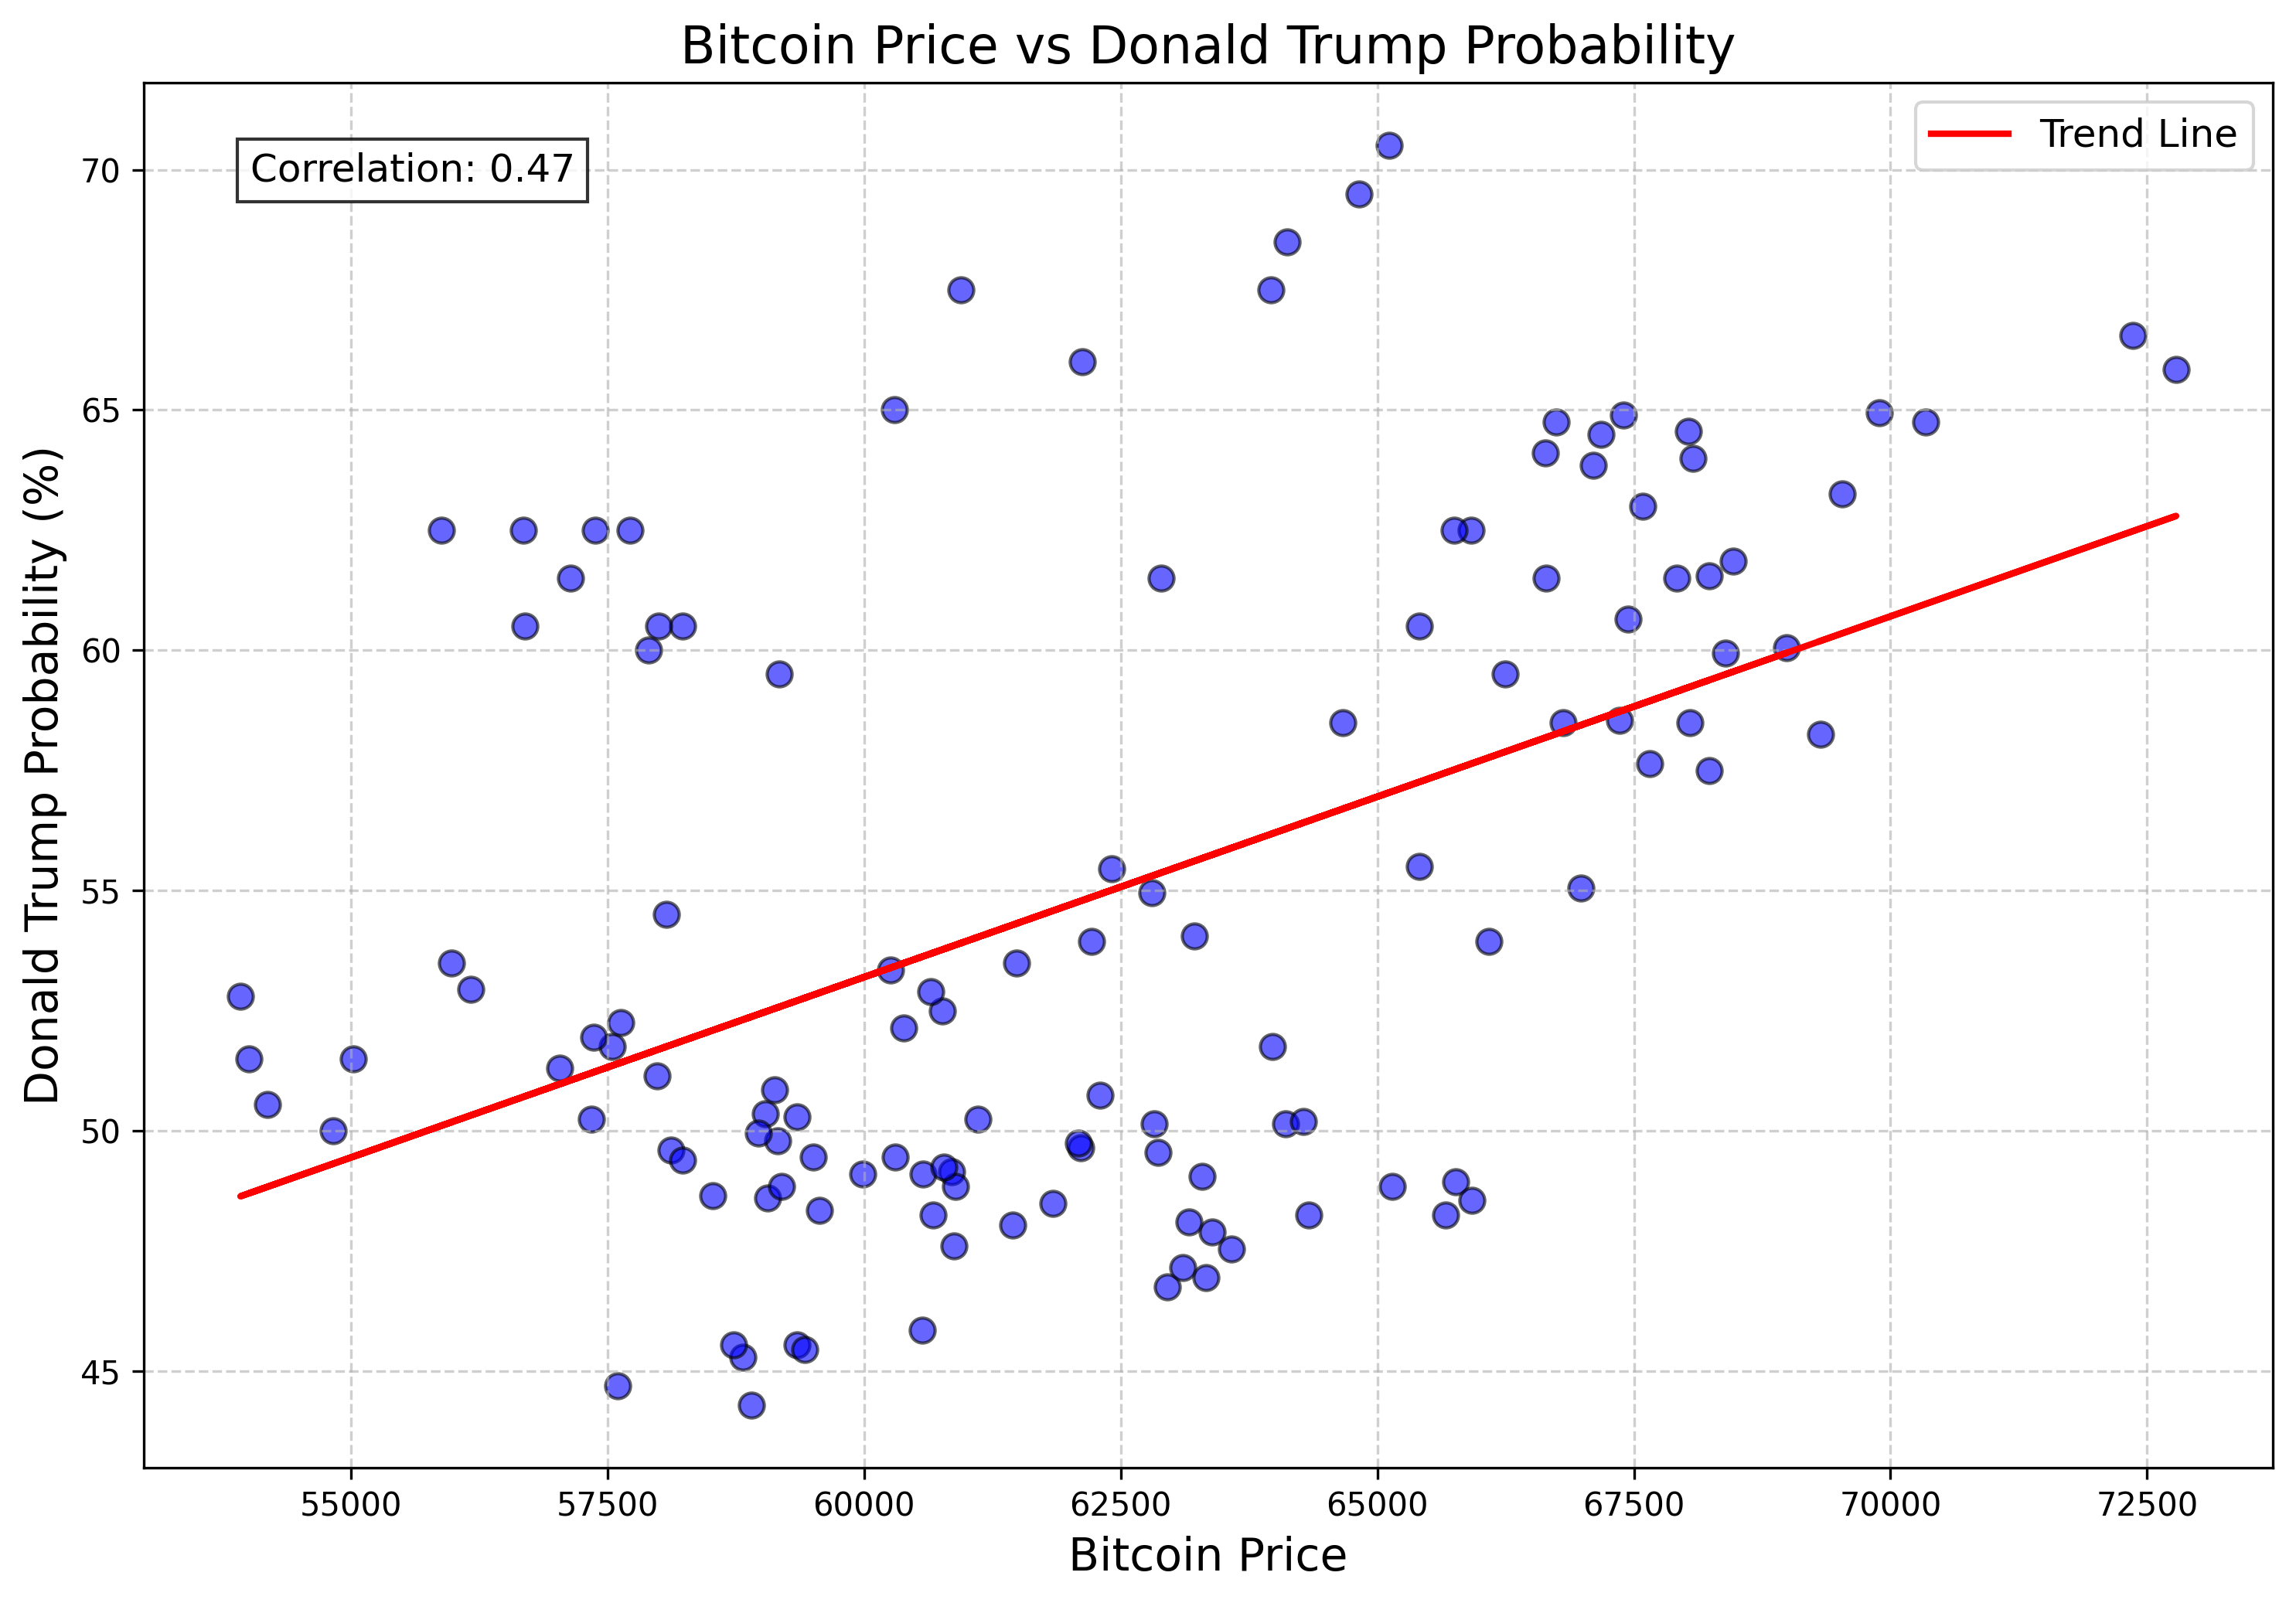 Bitcoin Price vs Donald Trump Probability
Correlation: 0.47
Trend Line
Donald Trump Probability (%)
70
65
60
55
50
45
55000 57500 60000 62500 65000 67500 70000 72500
Bitcoin Price